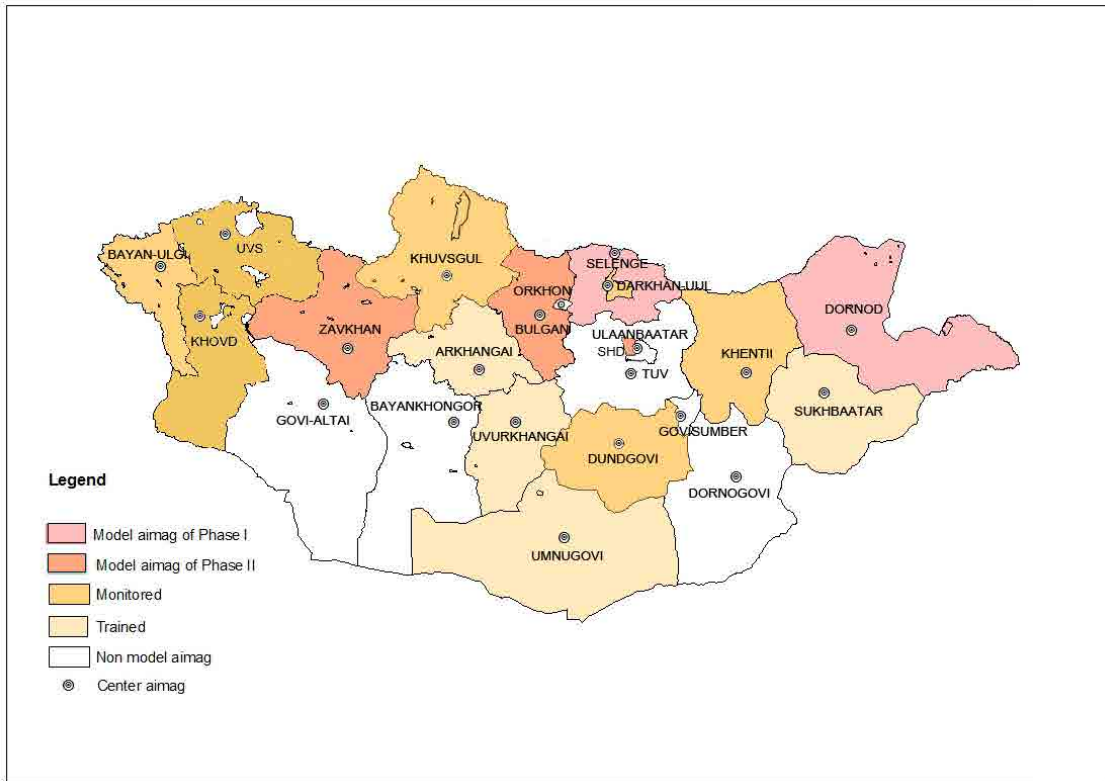 BAYAN-ULGI
UVS
KHOVD
ZAVKHAN
KHUVSGUL
ARKHANGAI
ORKHON
BULGAN
SELENGE
DARKHAN-UUL
ULAANBAATAR
SHD
TUV
KHENTII
DORNOD
SUKHBAATAR
GOVI-ALTAI
BAYANKHONGOR
UVURKHANGAI
DUNDGOVI
GOVISUMBER
DORNOGOVI
UMNUGOVI
Legend
Model aimag of Phase I
Model aimag of Phase II
Monitored
Trained
Non model aimag
Center aimag